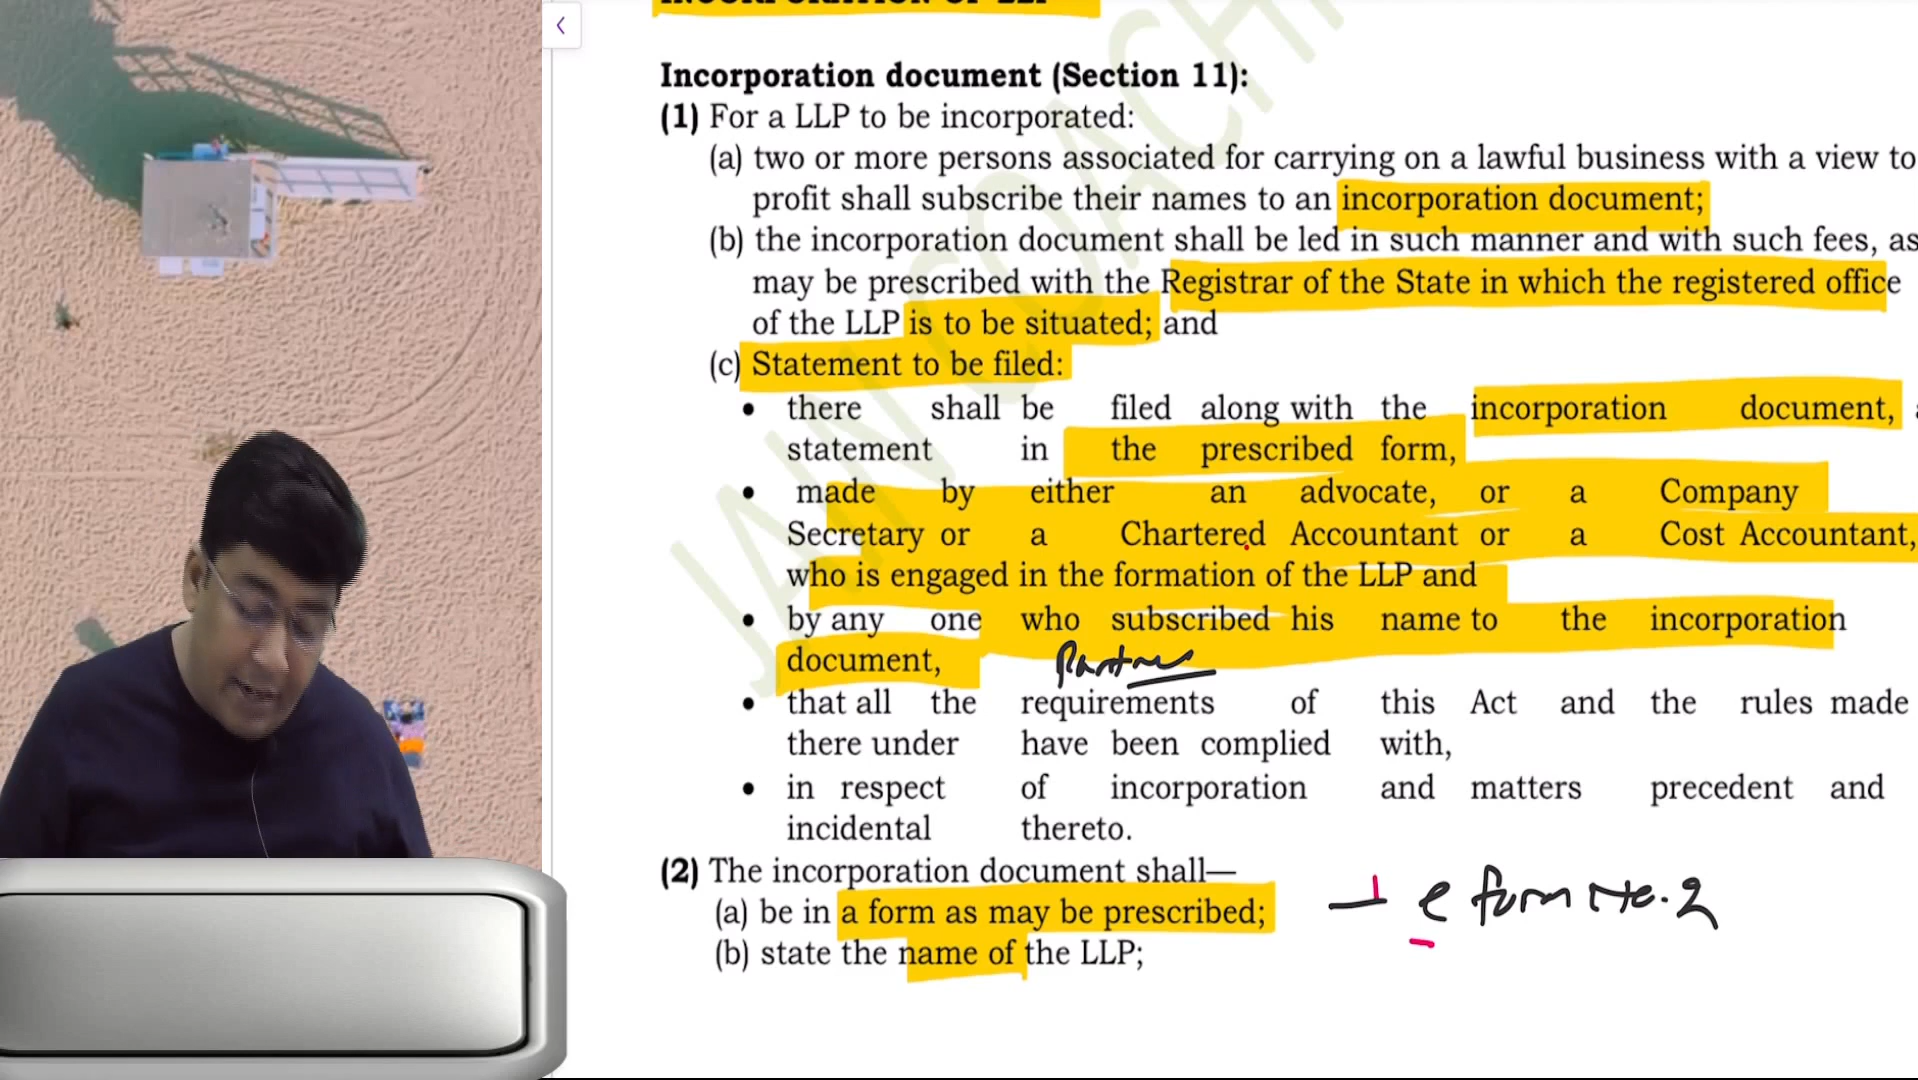 INCORPORATION OF LLP
Incorporation document (Section 11):
(1) For a LLP to be incorporated:
(a) two or more persons associated for carrying on a lawful business with a view to
profit shall subscribe their names to an incorporation document;
(b) the incorporation document shall be led in such manner and with such fees, as
may be prescribed with the Registrar of the State in which the registered office
of the LLP is to be situated; and
(c) Statement to be filed:
• there shall be filed along with the incorporation document,
statement in the prescribed form,
• made by either an advocate, or a Company
Secretary or a Chartered Accountant or a Cost Accountant,
who is engaged in the formation of the LLP and
• by any one who subscribed his name to the incorporation
document,
Partner
• that all the requirements of this Act and the rules made
there under have been complied with,
• in respect of incorporation and matters precedent and
incidental thereto.
(2) The incorporation document shall—
(a) be in a form as may be prescribed;
e form No. 2
(b) state the name of the LLP;
JAIN COACHI